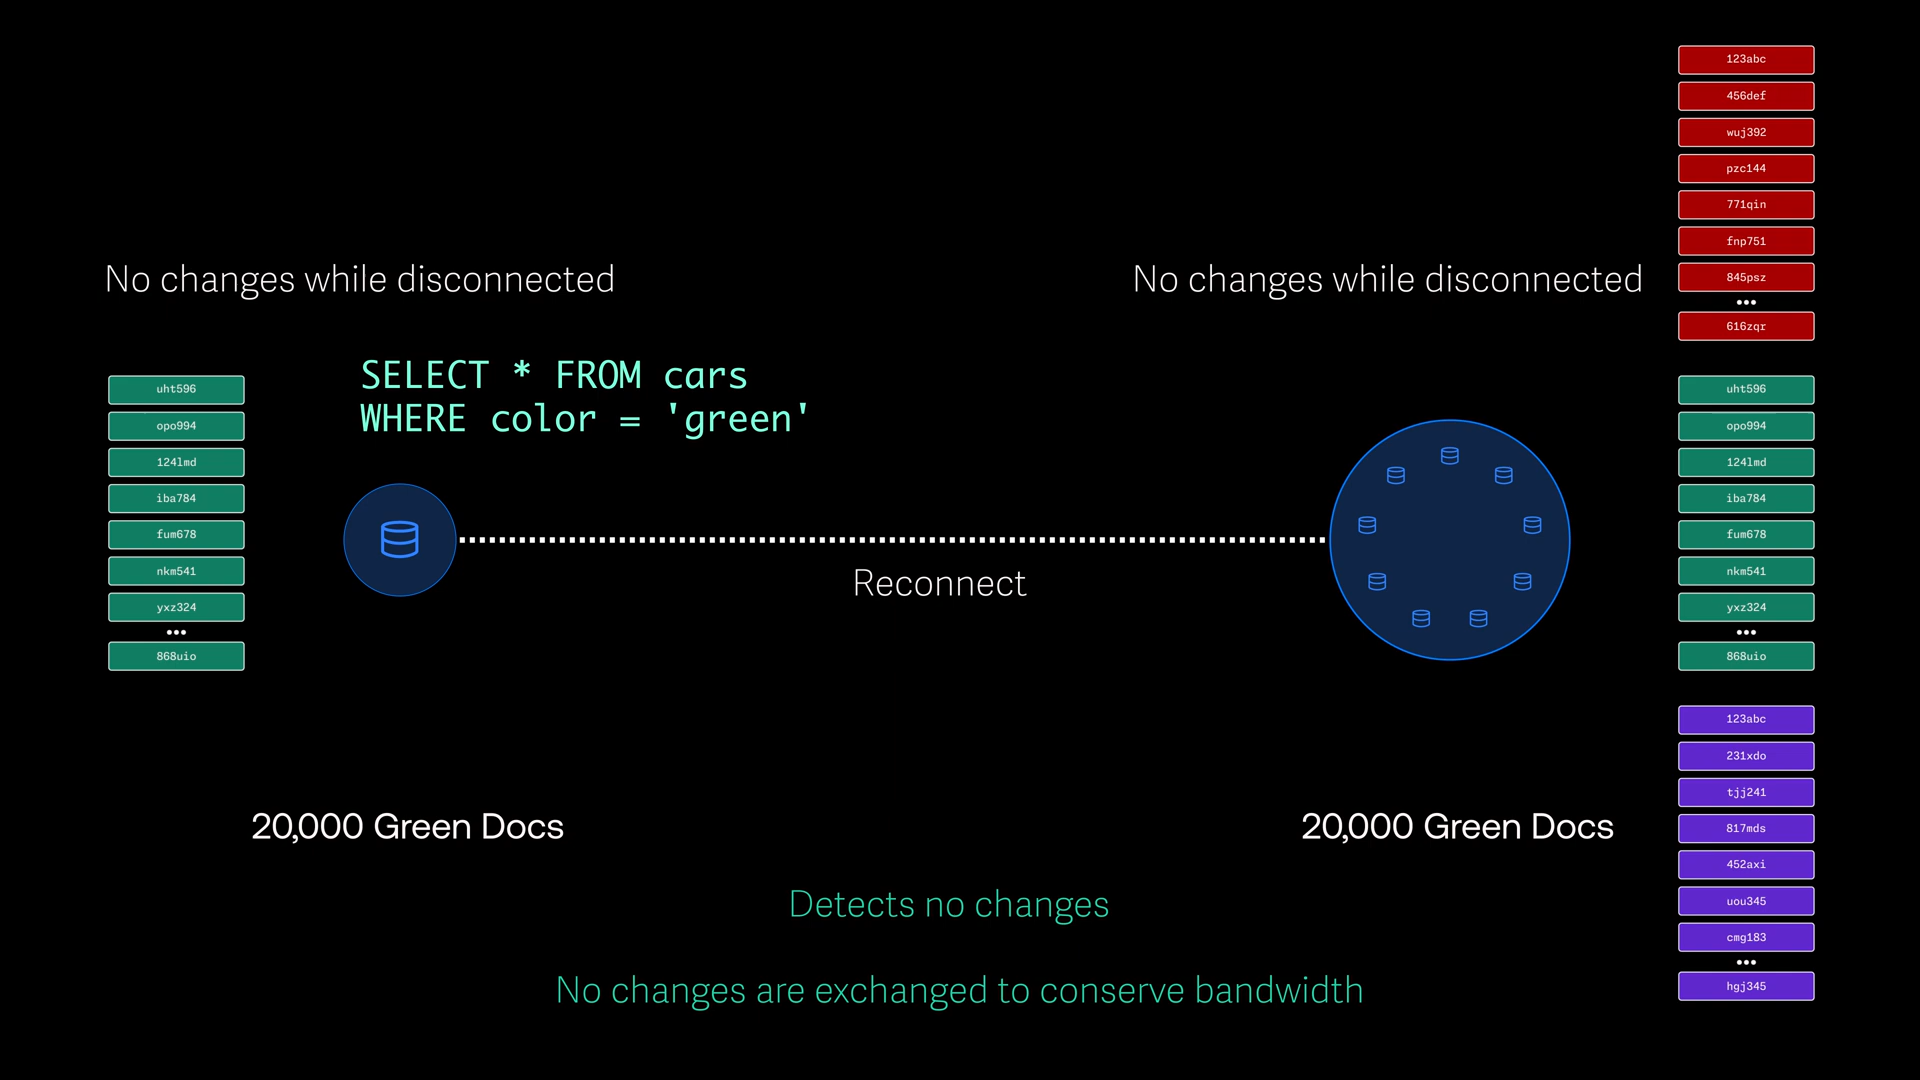 No changes while disconnected
SELECT * FROM cars
WHERE color = 'green'
uht596
opo994
124lmd
iba784
fum678
nkm541
yxz324
•••
868uio
20,000 Green Docs
Reconnect
No changes while disconnected
20,000 Green Docs
123abc
456def
wuj392
pzc144
771qin
fnp751
845psz
•••
616zqr
uht596
opo994
124lmd
iba784
fum678
nkm541
yxz324
•••
868uio
123abc
231xdo
tjj241
817mds
452axi
uou345
cmg183
•••
hgj345
Detects no changes
No changes are exchanged to conserve bandwidth